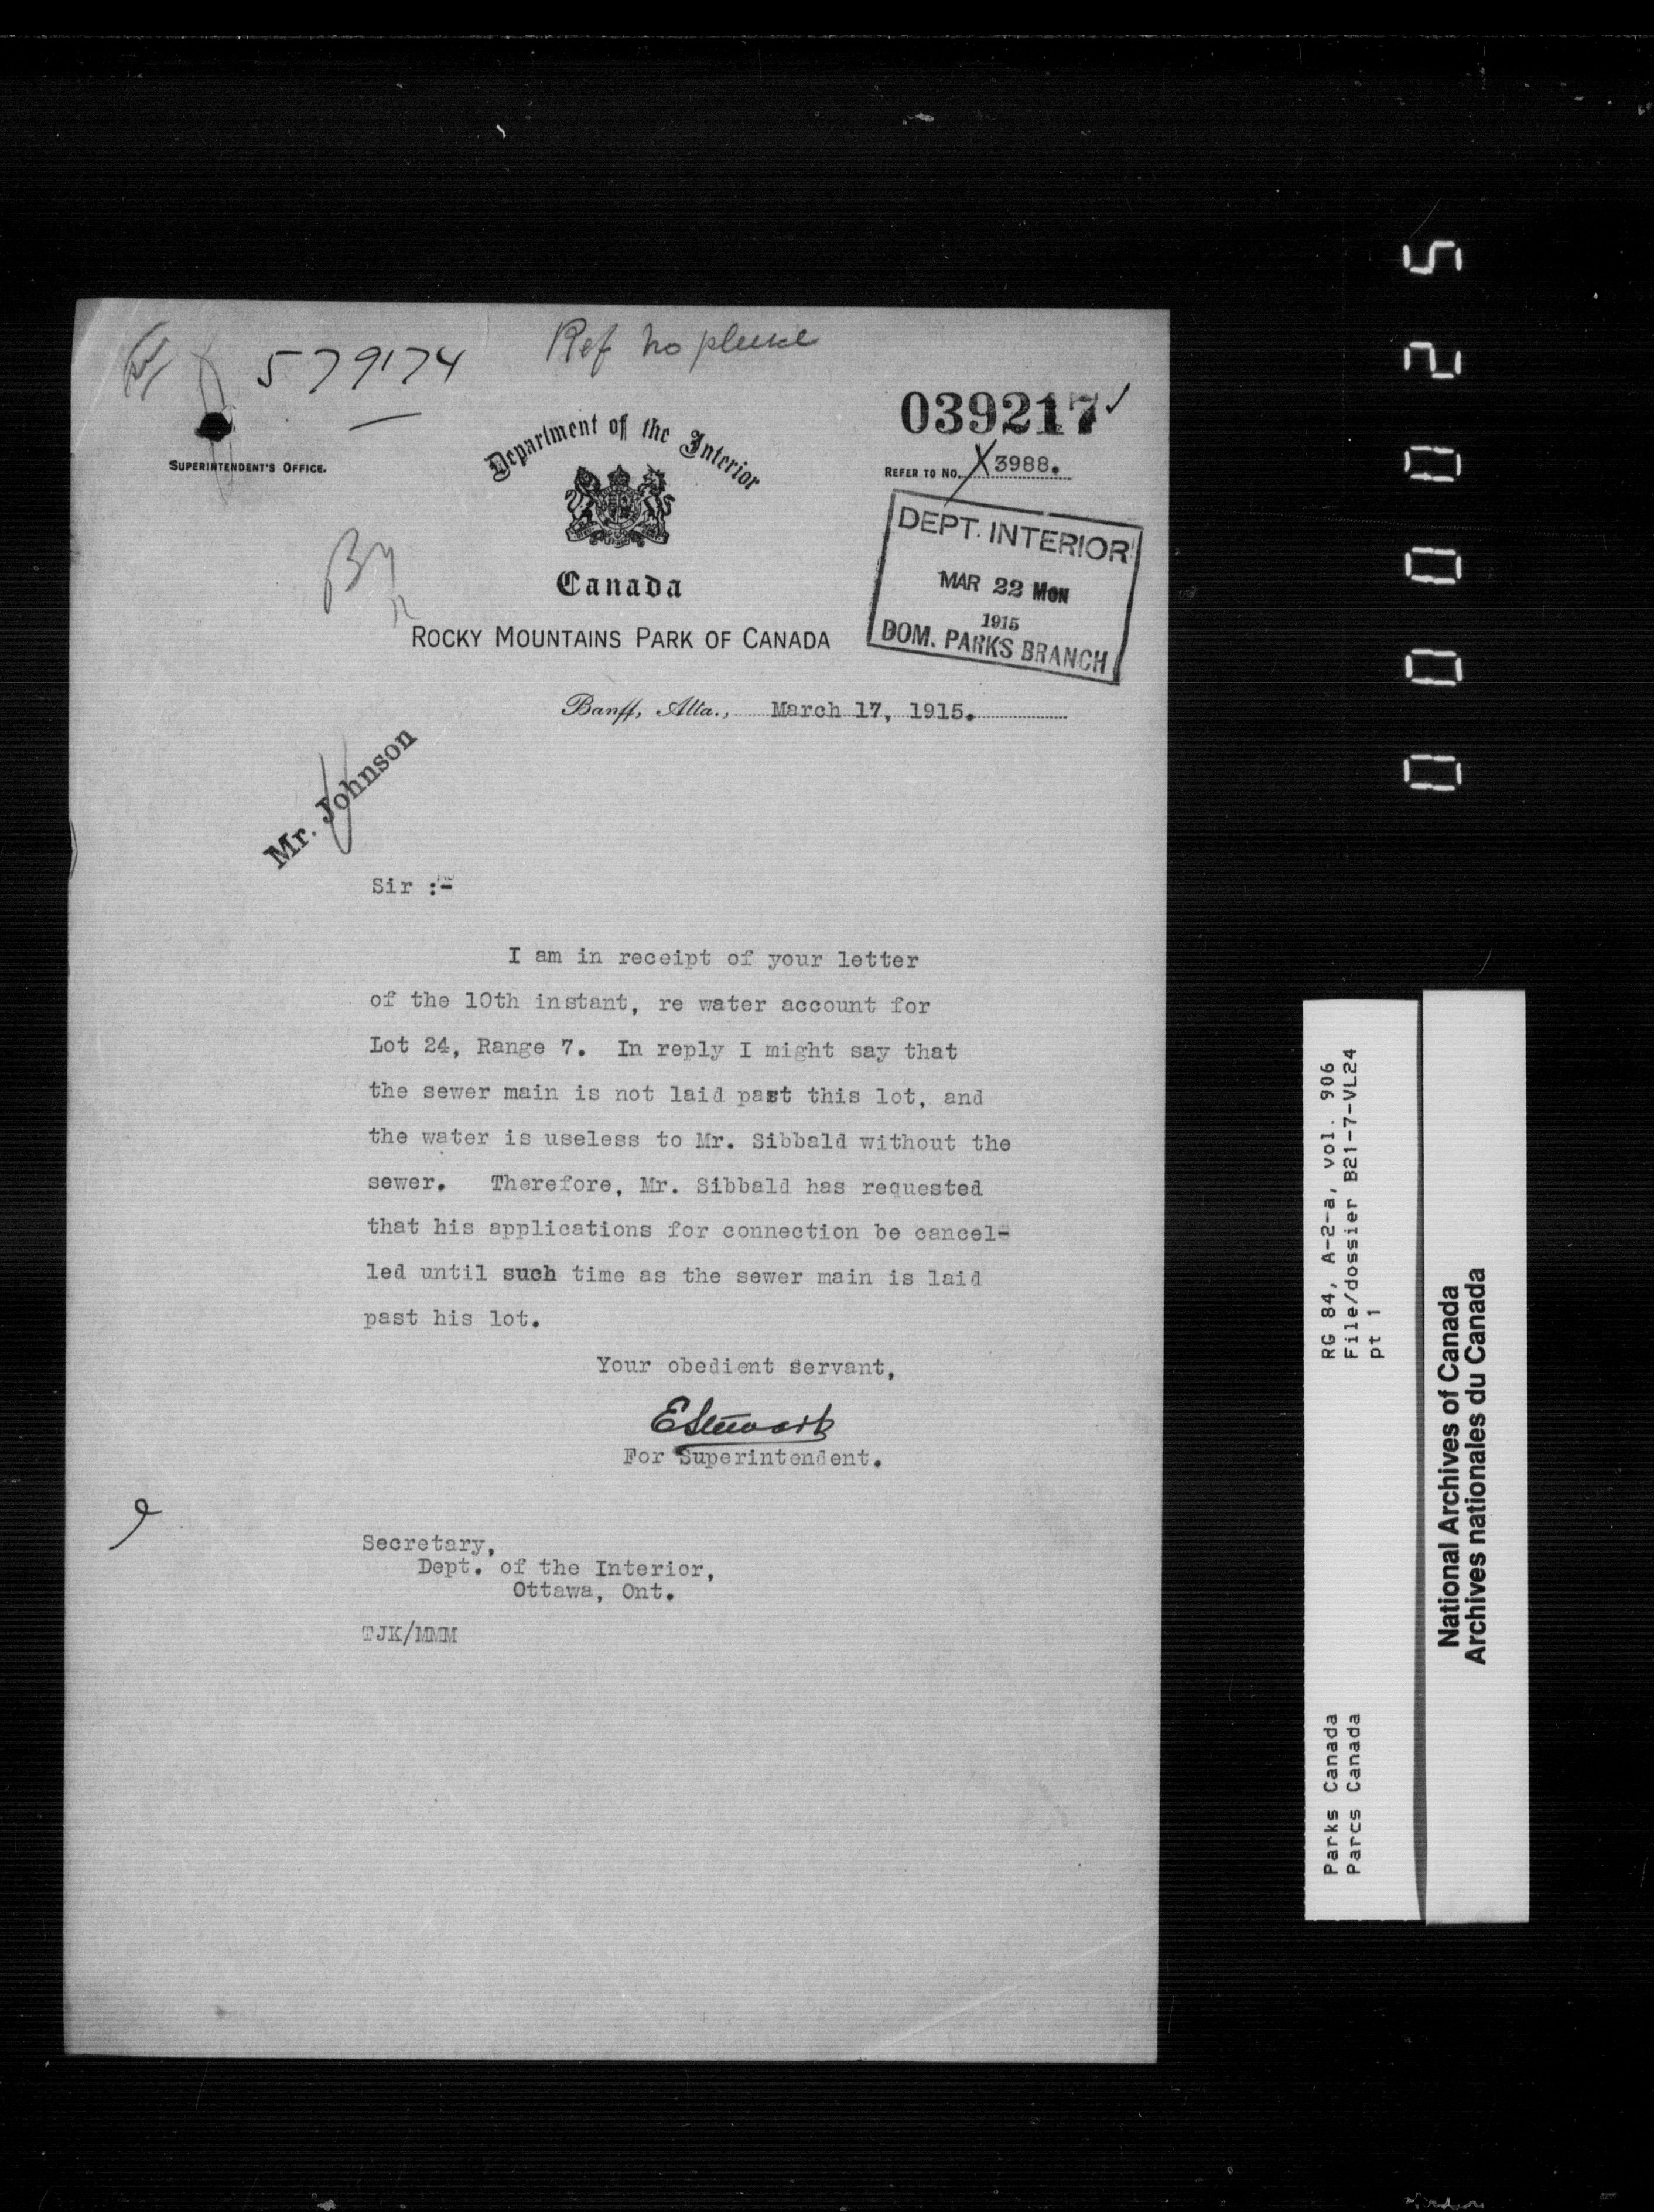 579174
Ref no please
039217
SUPERINTENDENT'S OFFICE.
Department of the Interior
REFER TO NO. X3988.
DEPT. INTERIOR
MAR 22 MON
1915
DOM. PARKS BRANCH
Canada
ROCKY MOUNTAINS PARK OF CANADA
Banff, Alta., March 17, 1915.
Mr. Johnson
Sir :-
I am in receipt of your letter
of the 10th instant, re water account for
Lot 24, Range 7. In reply I might say that
the sewer main is not laid past this lot, and
the water is useless to Mr. Sibbald without the
sewer. Therefore, Mr. Sibbald has requested
that his applications for connection be cancel-
led until such time as the sewer main is laid
past his lot.
Your obedient servant,
E Stewart
For Superintendent.
Secretary,
Dept. of the Interior,
Ottawa, Ont.
TJK/MMM
000025
RG 84, A-2-a, vol. 906
File/dossier B21-7-VL24
pt 1
Parks Canada
Parcs Canada
National Archives of Canada
Archives nationales du Canada